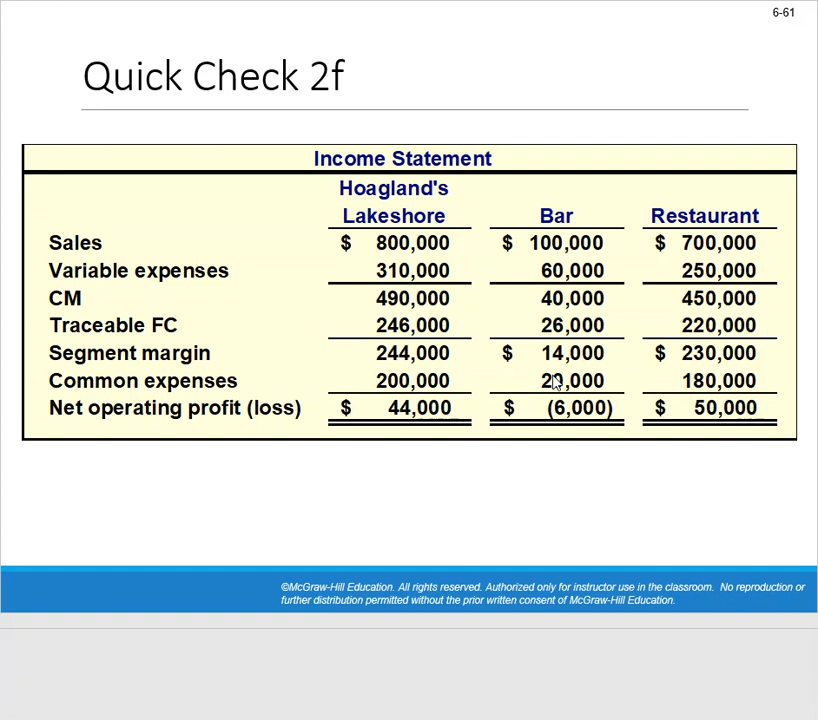 6-61
Quick Check 2f
Income Statement
Hoagland's
Lakeshore Bar Restaurant
Sales $ 800,000 $ 100,000 $ 700,000
Variable expenses 310,000 60,000 250,000
CM 490,000 40,000 450,000
Traceable FC 246,000 26,000 220,000
Segment margin 244,000 $ 14,000 $ 230,000
Common expenses 200,000 20,000 180,000
Net operating profit (loss) $ 44,000 $ (6,000) $ 50,000
©McGraw-Hill Education. All rights reserved. Authorized only for instructor use in the classroom. No reproduction or
further distribution permitted without the prior written consent of McGraw-Hill Education.